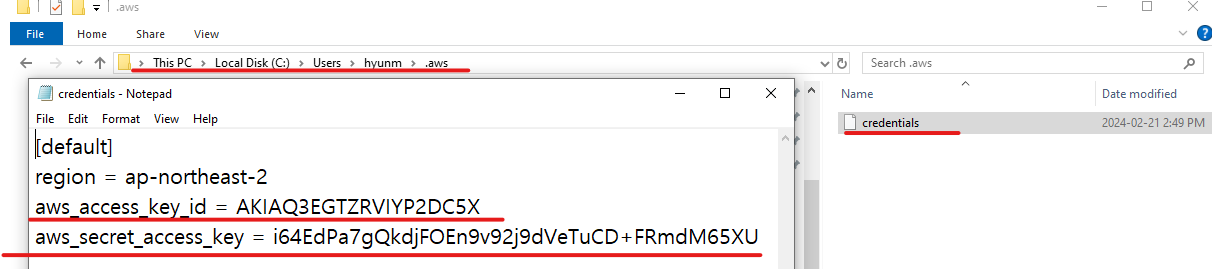 .aws
File Home Share View
This PC > Local Disk (C:) > Users > hyunm > .aws
Search .aws
credentials - Notepad
File Edit Format View Help
[default]
region = ap-northeast-2
aws_access_key_id = AKIAQ3EGTZRVIYP2DC5X
aws_secret_access_key = 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
Name Date modified
credentials 2024-02-21 2:49 PM